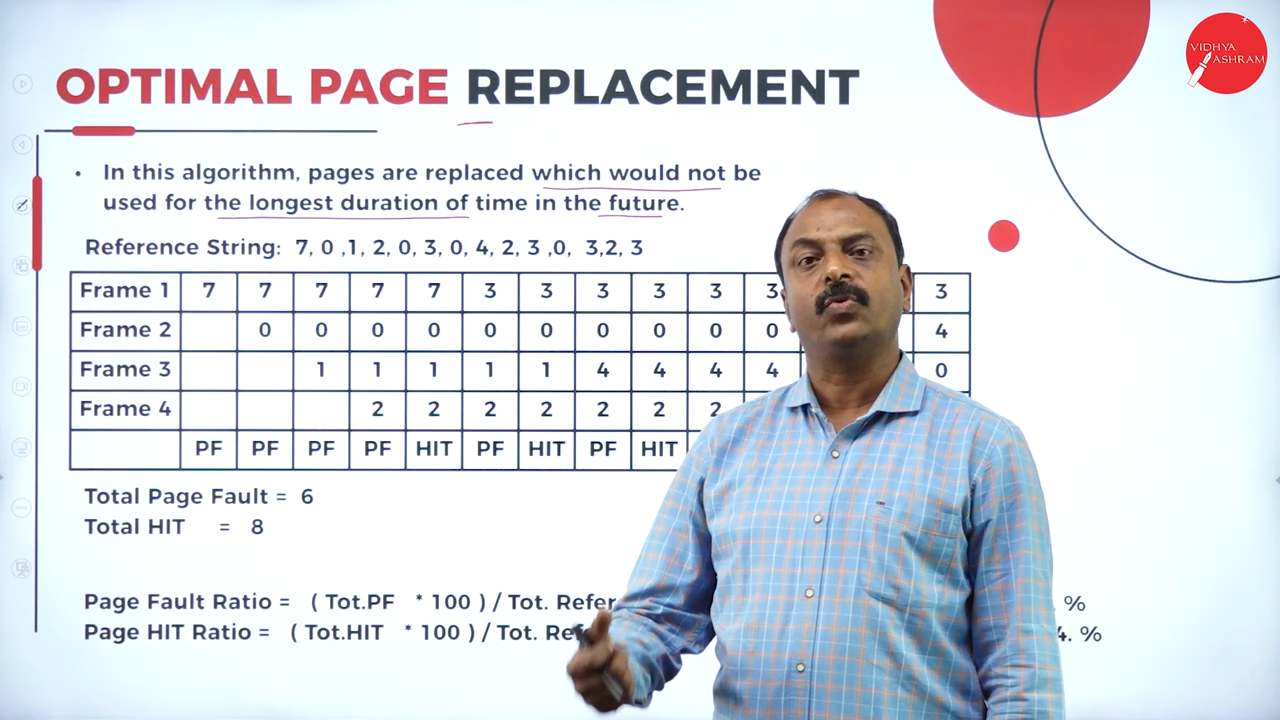 VIDHYA
ASHRAM
OPTIMAL PAGE REPLACEMENT
• In this algorithm, pages are replaced which would not be
used for the longest duration of time in the future.
Reference String: 7, 0 ,1, 2, 0, 3, 0, 4, 2, 3 ,0, 3,2, 3
Frame 1 7 7 7 7 7 3 3 3 3 3 3 3
Frame 2 0 0 0 0 0 0 0 0 0 0 4
Frame 3 1 1 1 1 1 4 4 4 4 0
Frame 4 2 2 2 2 2 2 2
PF PF PF PF HIT PF HIT PF HIT
Total Page Fault = 6
Total HIT = 8
Page Fault Ratio = ( Tot.PF * 100 ) / Tot. %
Page HIT Ratio = ( Tot.HIT * 100 ) / Tot. 4. %